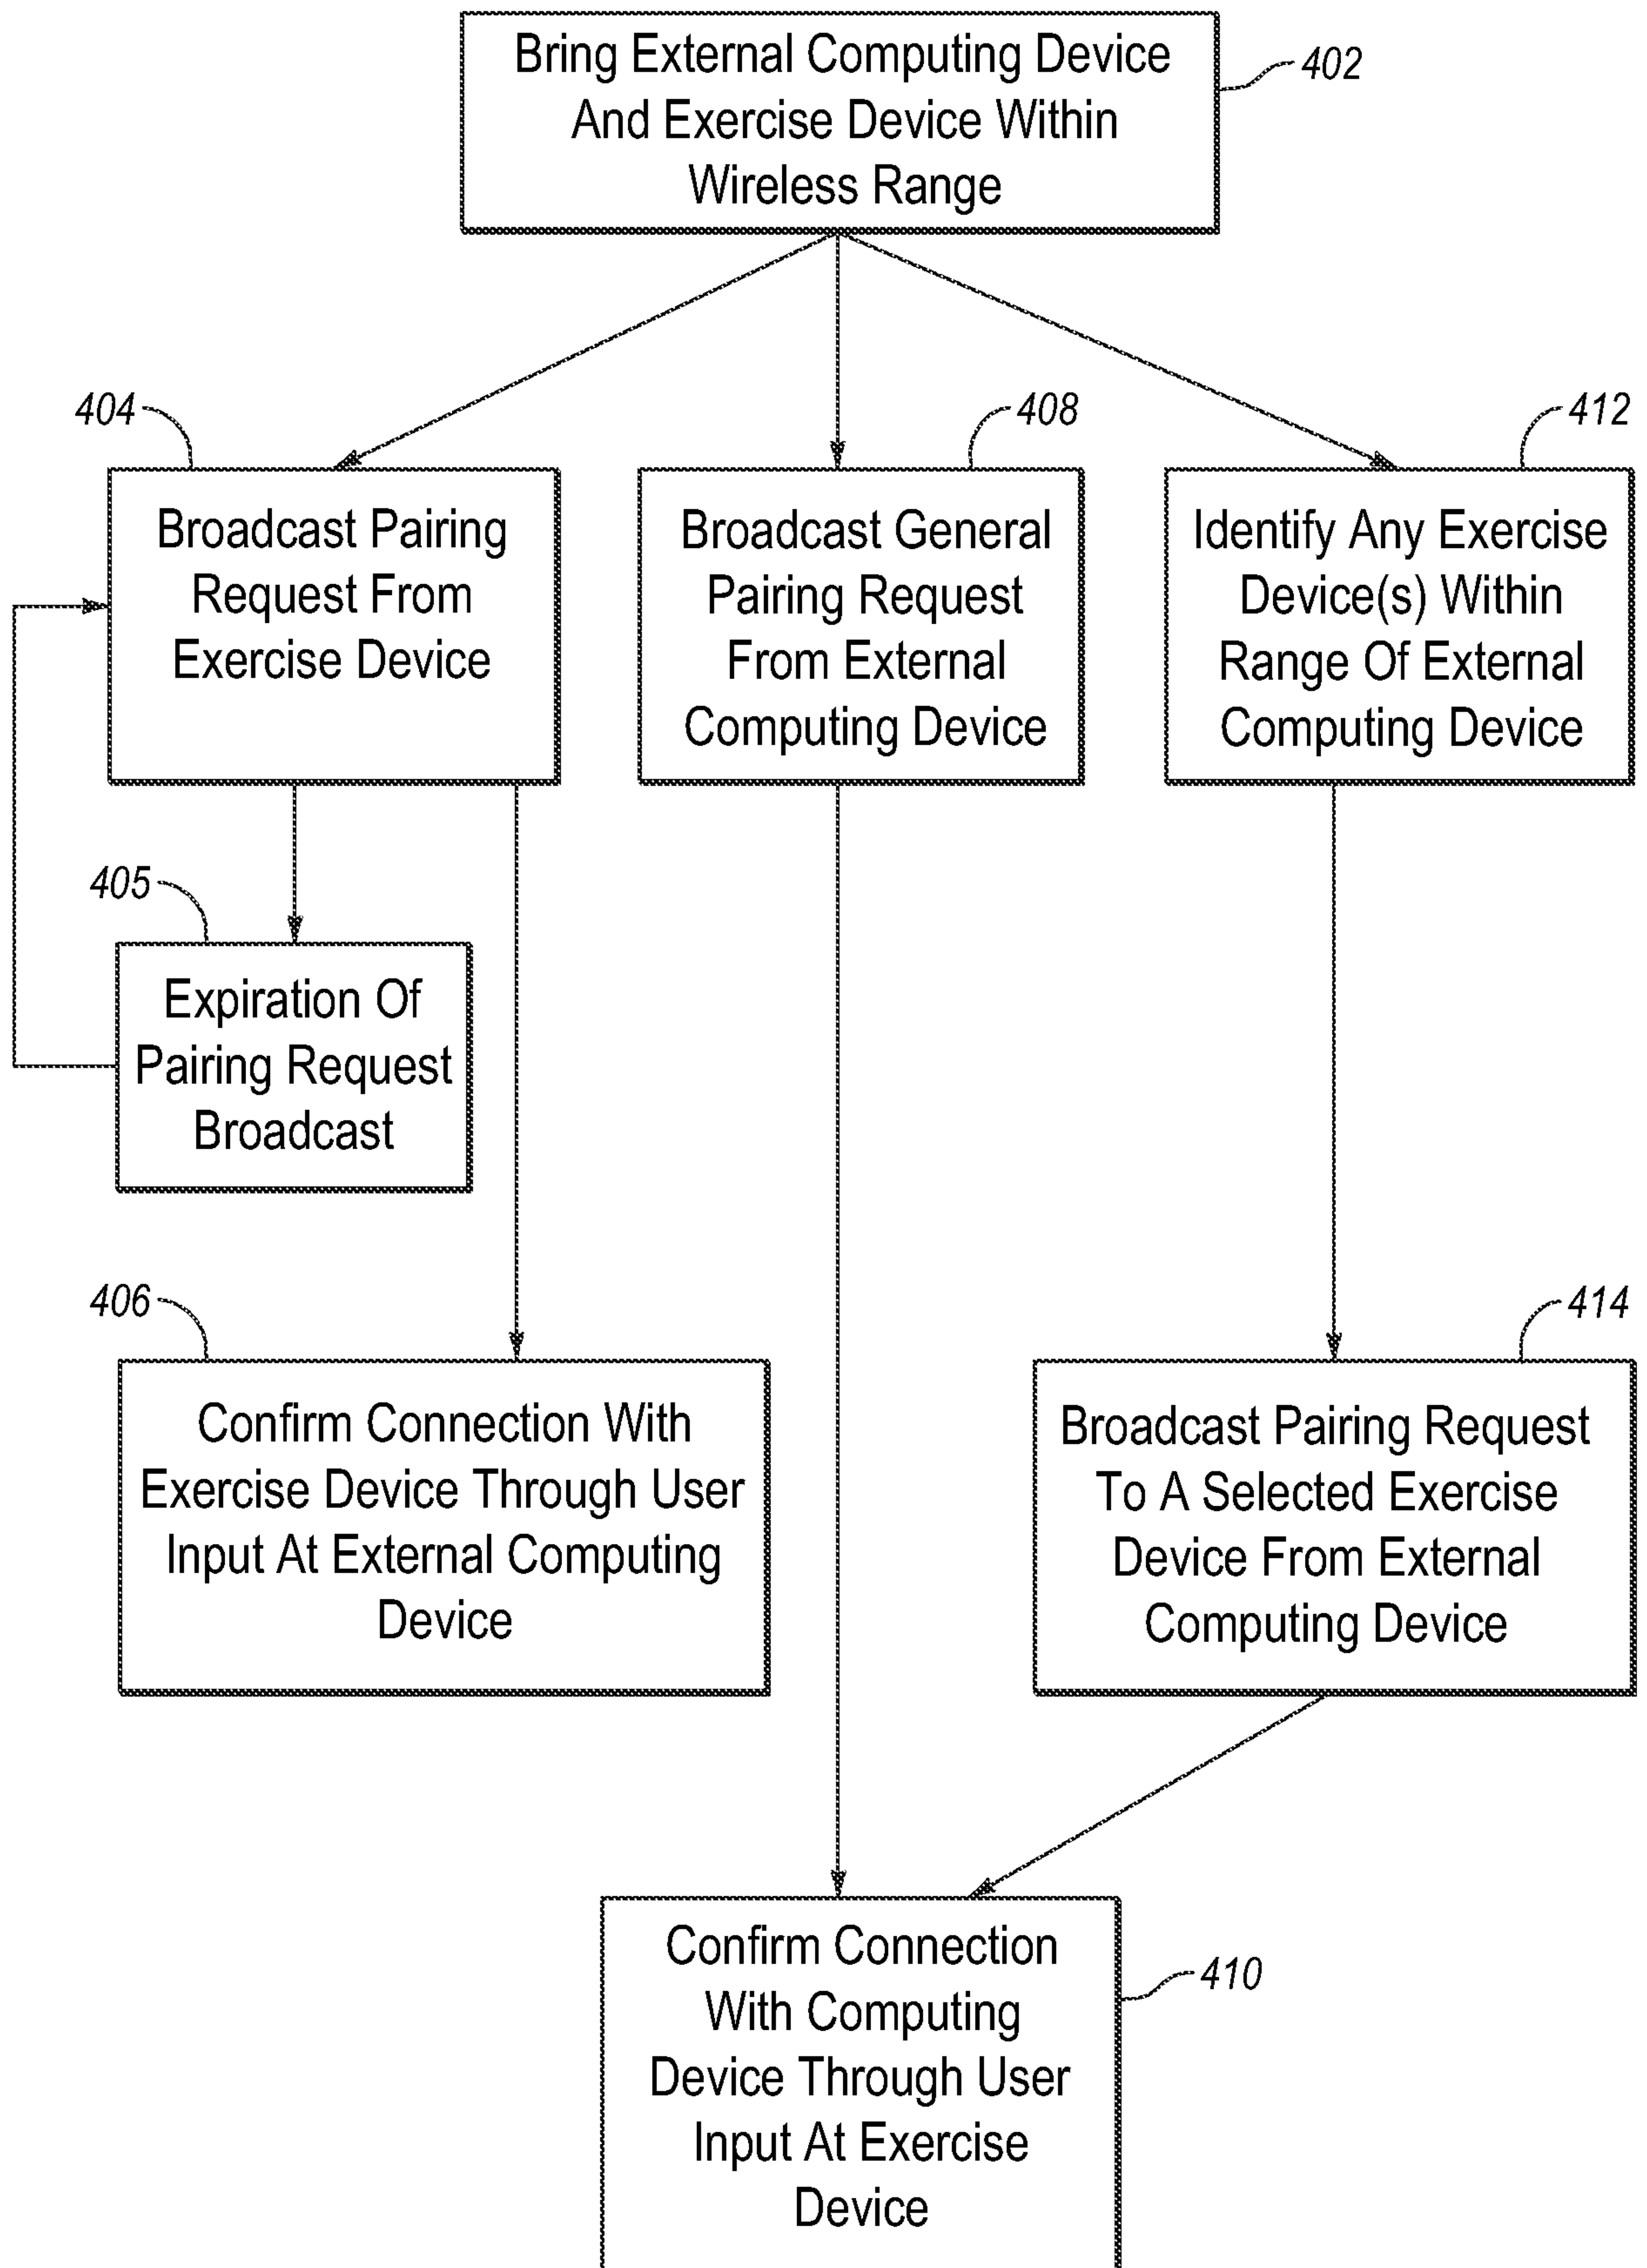 Bring External Computing Device
And Exercise Device Within
Wireless Range
402
404
Broadcast Pairing
Request From
Exercise Device
408
Broadcast General
Pairing Request
From External
Computing Device
412
Identify Any Exercise
Device(s) Within
Range Of External
Computing Device
405
Expiration Of
Pairing Request
Broadcast
406
Confirm Connection With
Exercise Device Through User
Input At External Computing
Device
414
Broadcast Pairing Request
To A Selected Exercise
Device From External
Computing Device
Confirm Connection
With Computing
Device Through User
Input At Exercise
Device
410